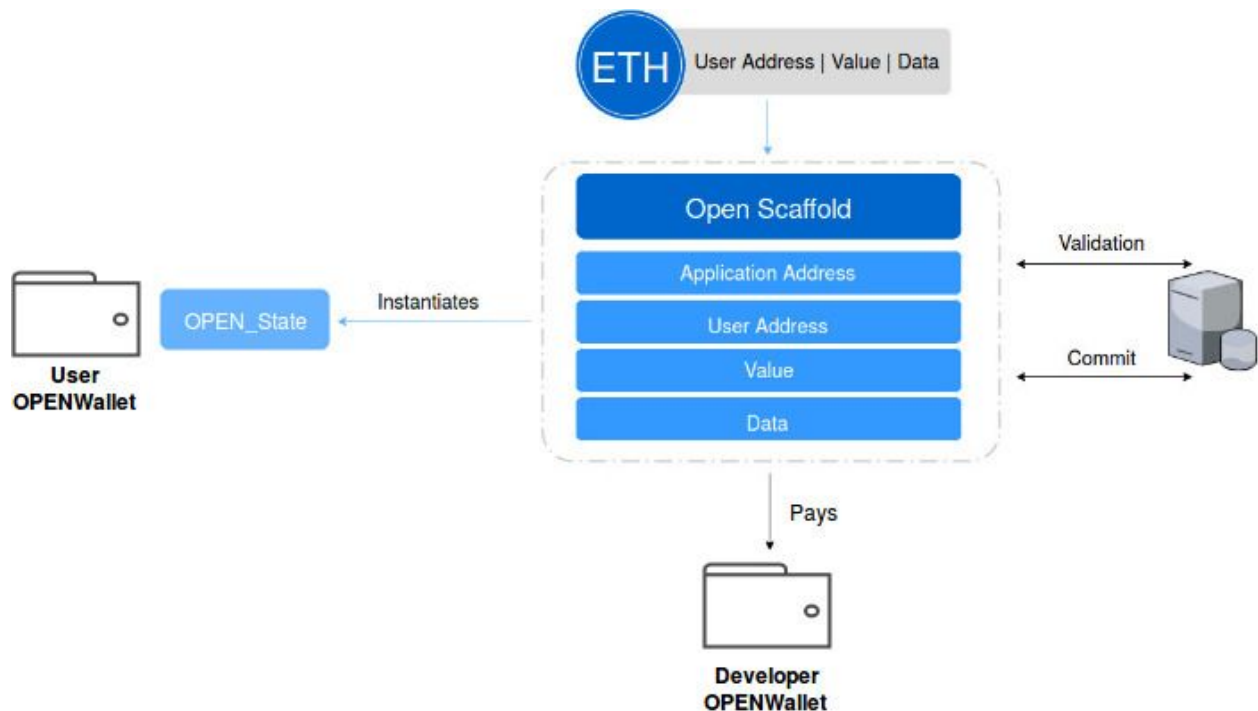 ETH
User Address | Value | Data
Open Scaffold
Application Address
User Address
Value
Data
Validation
Commit
Instantiates
OPEN_State
User
OPENWallet
Pays
Developer
OPENWallet